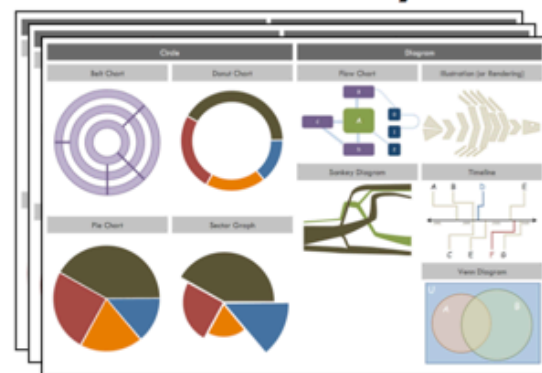 Circle
Diagram
Belt Chart
Donut Chart
Flow Chart
Illustration (or Rendering)
A
Sankey Diagram
Timeline
A B D E
C E F G
Pie Chart
Sector Graph
Venn Diagram
U
A
B